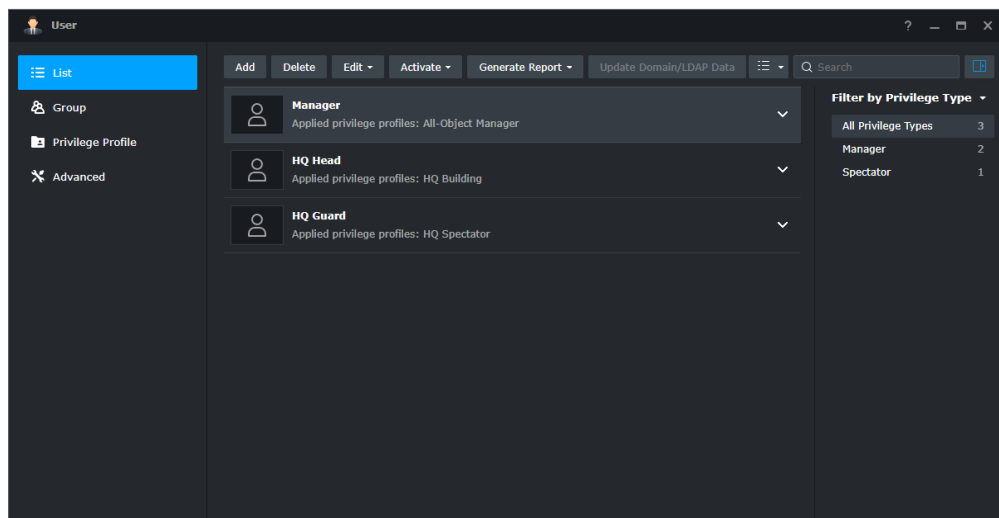 User
?
List
Group
Privilege Profile
Advanced
Add Delete Edit Activate Generate Report Update Domain/LDAP Data Search
Manager
Applied privilege profiles: All-Object Manager
HQ Head
Applied privilege profiles: HQ Building
HQ Guard
Applied privilege profiles: HQ Spectator
Filter by Privilege Type
All Privilege Types 3
Manager 2
Spectator 1